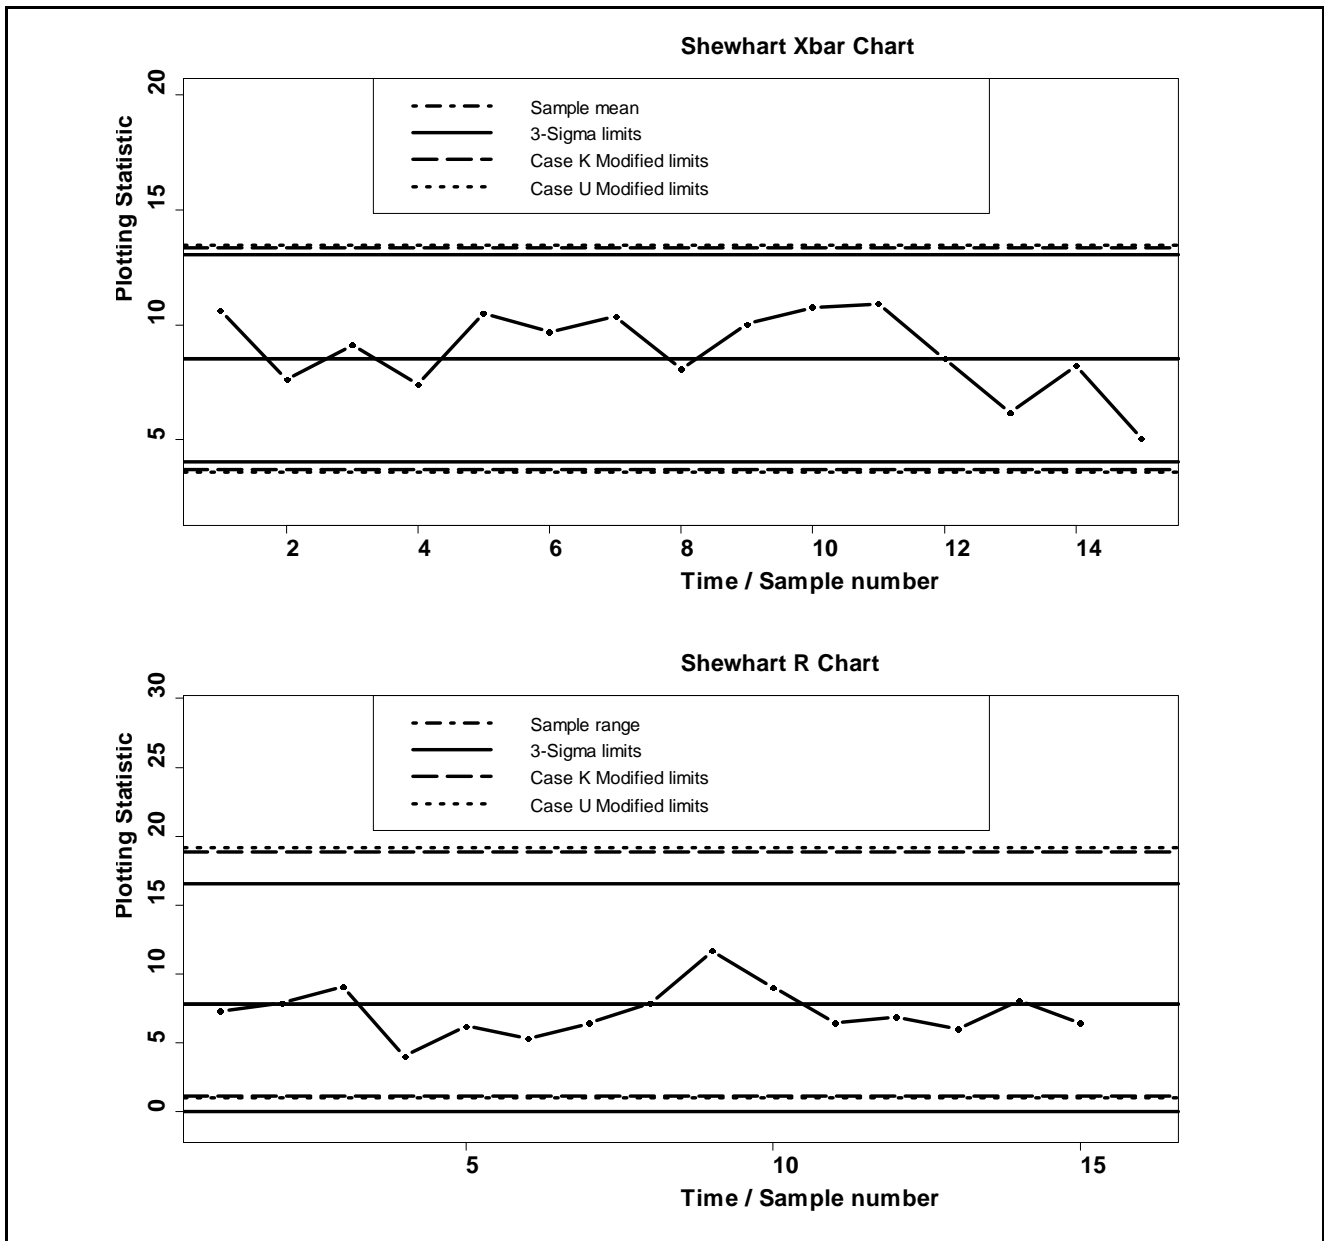 Shewhart Xbar Chart
Plotting Statistic
20
15
10
5
Sample mean
3-Sigma limits
Case K Modified limits
Case U Modified limits
2 4 6 8 10 12 14
Time / Sample number
Shewhart R Chart
Plotting Statistic
30
25
20
15
10
5
0
Sample range
3-Sigma limits
Case K Modified limits
Case U Modified limits
5 10 15
Time / Sample number